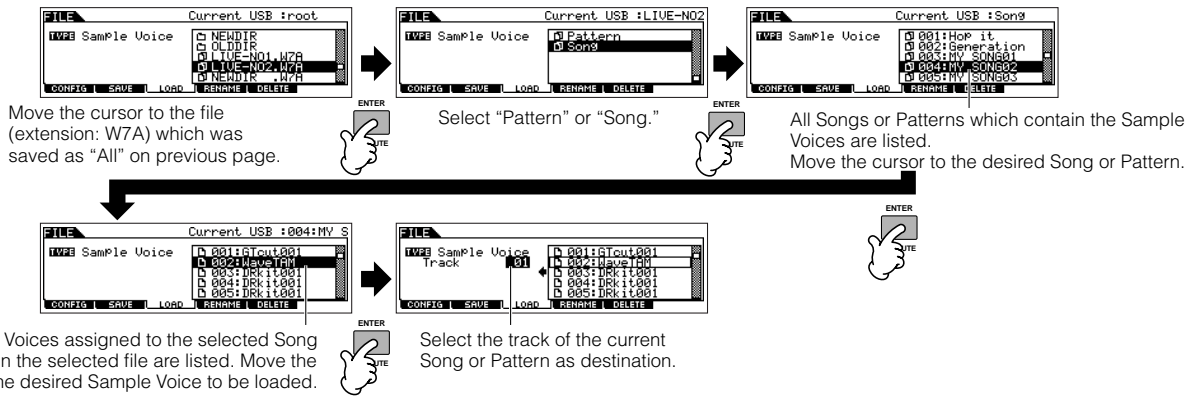 FILE Current USB :root
TYPE Sample Voice
NEWDIR
OLDDIR
LIVE-NO1.W7A
LIVE-NO2.W7A
NEWDIR .W7A
CONFIG SAVE LOAD RENAME DELETE
Move the cursor to the file
(extension: W7A) which was
saved as “All” on previous page.
ENTER
FILE Current USB :LIVE-NO2
TYPE Sample Voice
Pattern
Song
CONFIG SAVE LOAD RENAME DELETE
Select “Pattern” or “Song.”
ENTER
FILE Current USB :Song
TYPE Sample Voice
001:Hop it
002:Generation
003:MY SONG01
004:MY SONG02
005:MY SONG03
CONFIG SAVE LOAD RENAME DELETE
All Songs or Patterns which contain the Sample
Voices are listed.
Move the cursor to the desired Song or Pattern.
ENTER
FILE Current USB :004:MY S
TYPE Sample Voice
001:GTcut001
002:WaveTAM
003:DRkit001
004:DRkit001
005:DRkit001
CONFIG SAVE LOAD RENAME DELETE
Voices assigned to the selected Song
n the selected file are listed. Move the
he desired Sample Voice to be loaded.
ENTER
FILE
TYPE Sample Voice
Track 01
001:GTcut001
002:WaveTAM
003:DRkit001
004:DRkit001
005:DRkit001
CONFIG SAVE LOAD RENAME DELETE
Select the track of the current
Song or Pattern as destination.